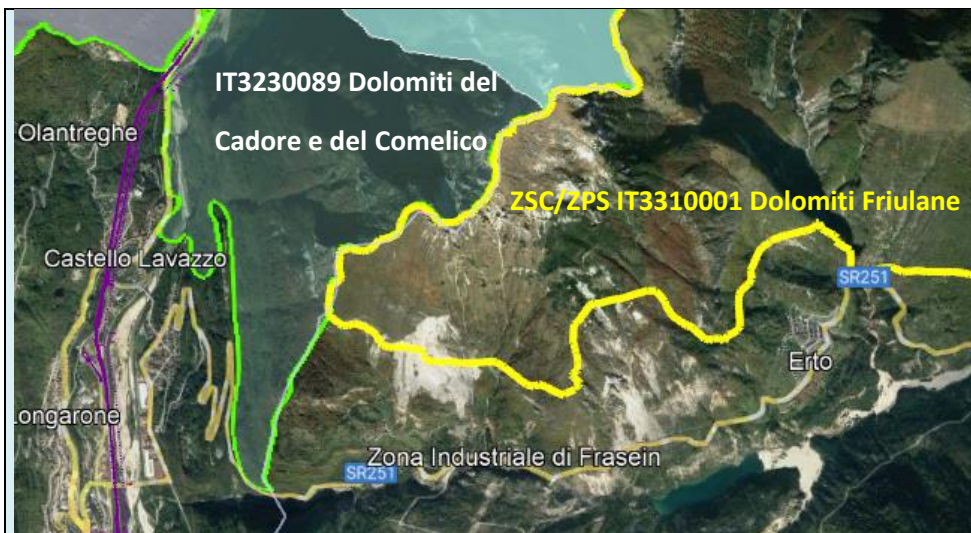 IT3230089 Dolomiti del
Cadore e del Comelico
Olantreghe
ZSC/ZPS IT3310001 Dolomiti Friulane
Castello Lavazzo
SR251
Erto
Longarone
Zona Industriale di Frasein
SR251